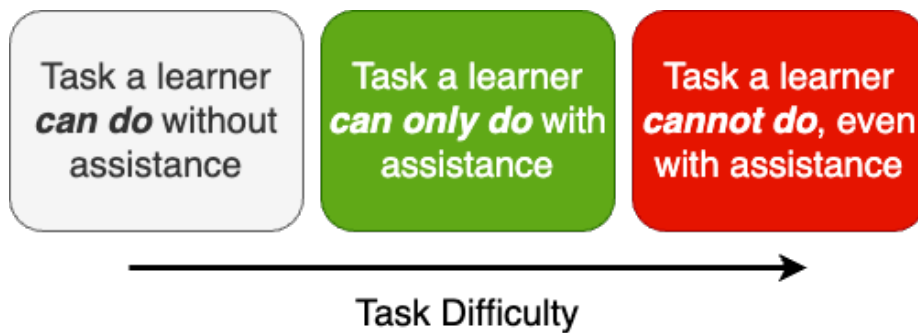 Task a learner
can do without
assistance
Task a learner
can only do with
assistance
Task a learner
cannot do, even
with assistance
Task Difficulty